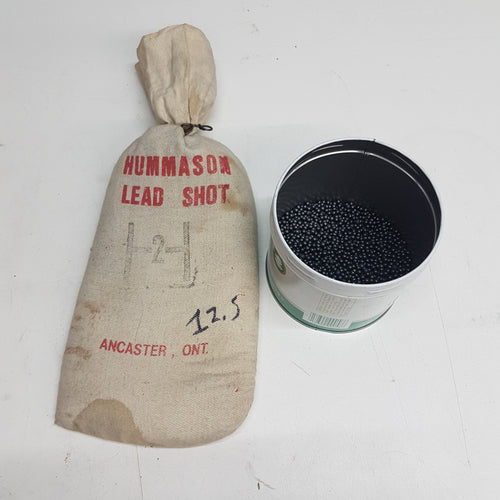 HUMMASON
LEAD SHOT
-2-
12.5
ANCASTER, ONT.